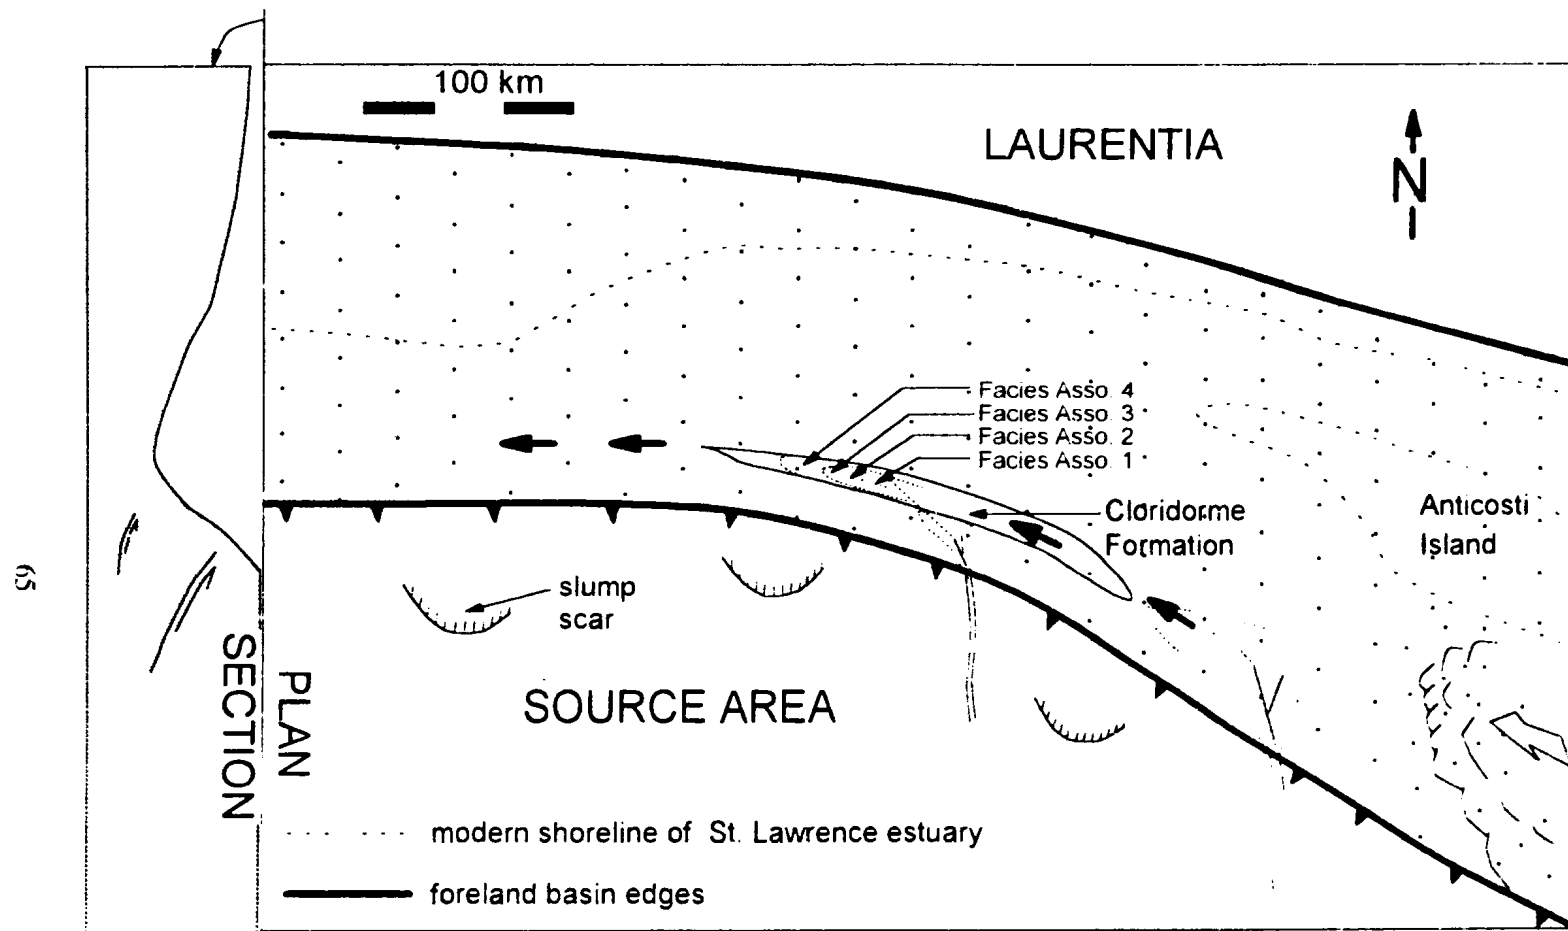 100 km
LAURENTIA
N
Facies Asso. 4
Facies Asso. 3
Facies Asso. 2
Facies Asso. 1
Cloridorme
Formation
Anticosti
Island
slump
scar
SOURCE AREA
SECTION
PLAN
modern shoreline of St. Lawrence estuary
foreland basin edges
65